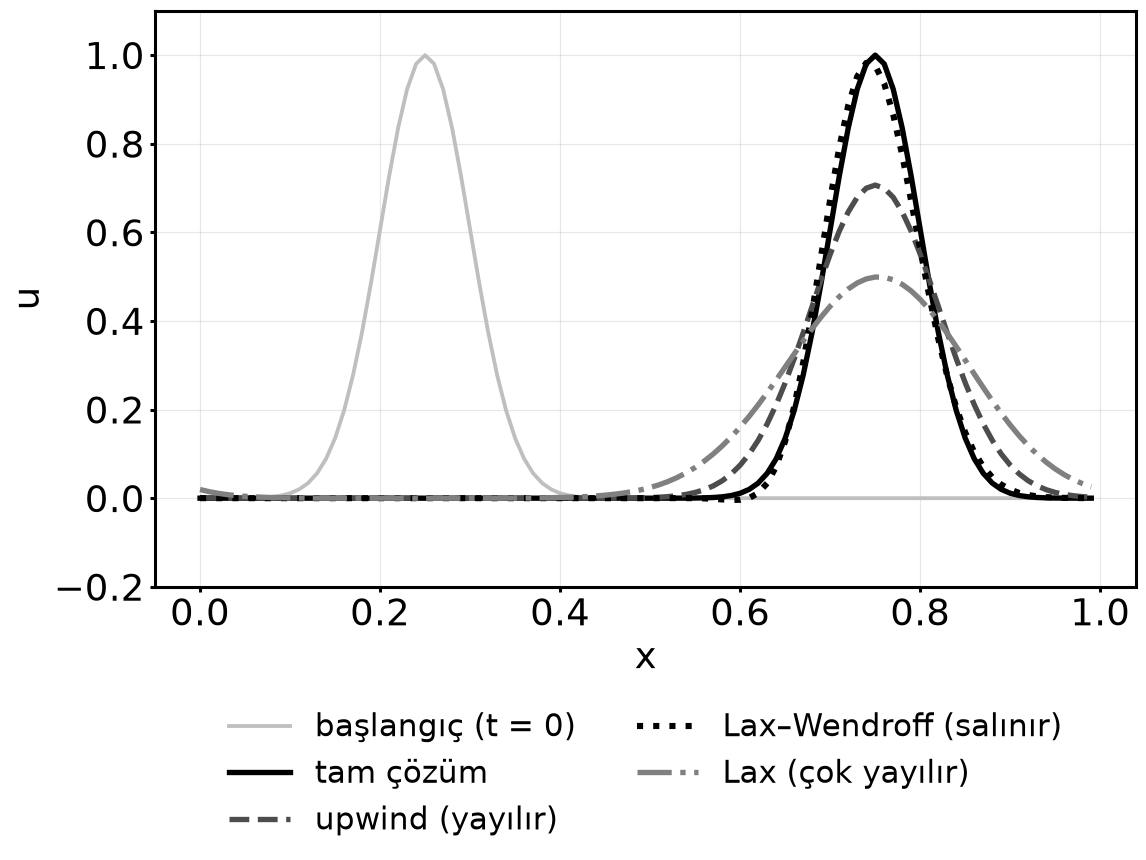 1.0
0.8
0.6
0.4
0.2
0.0
−0.2
u
0.0 0.2 0.4 0.6 0.8 1.0
x
başlangıç (t = 0)
tam çözüm
upwind (yayılır)
Lax–Wendroff (salınır)
Lax (çok yayılır)